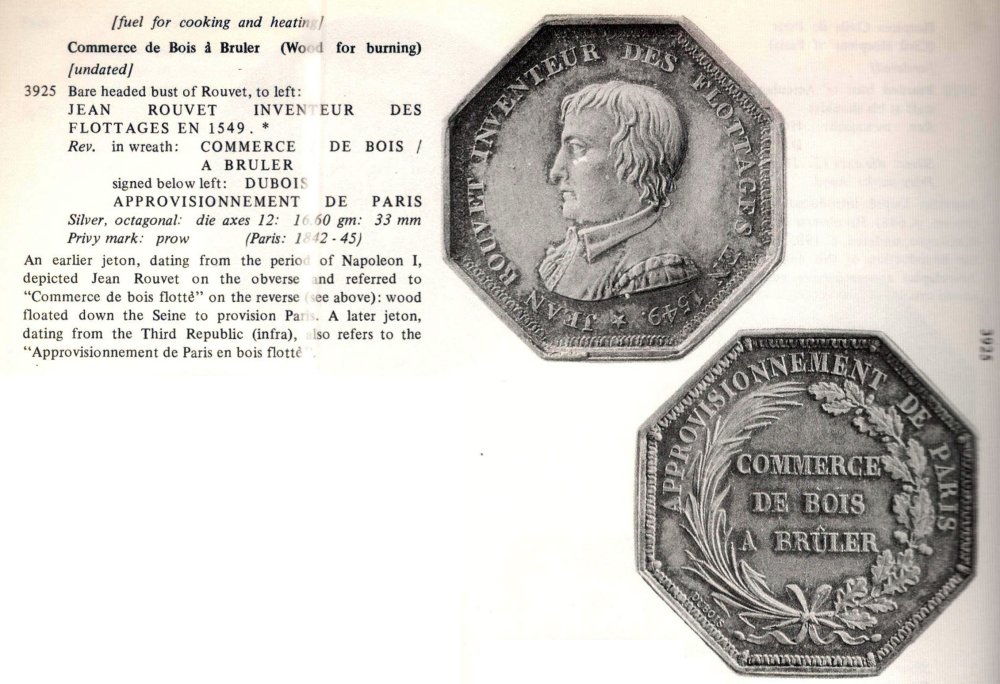 [fuel for cooking and heating]
Commerce de Bois à Bruler (Wood for burning)
[undated]
3925 Bare headed bust of Rouvet, to left:
JEAN ROUVET INVENTEUR DES
FLOTTAGES EN 1549. *
Rev. in wreath: COMMERCE DE BOIS /
A BRULER
signed below left: DUBOIS
APPROVISIONNEMENT DE PARIS
Silver, octagonal: die axes 12: 16.60 gm: 33 mm
Privy mark: prow (Paris: 1842-45)
An earlier jeton, dating from the period of Napoleon I,
depicted Jean Rouvet on the obverse and referred to
“Commerce de bois flotté” on the reverse (see above): wood
floated down the Seine to provision Paris. A later jeton,
dating from the Third Republic (infra), also refers to the
“Approvisionnement de Paris en bois flotté”.
JEAN ROUVET INVENTEUR DES FLOTTAGES EN 1549. ★
APPROVISIONNEMENT DE PARIS
COMMERCE
DE BOIS
A BRÛLER
DUBOIS
3925